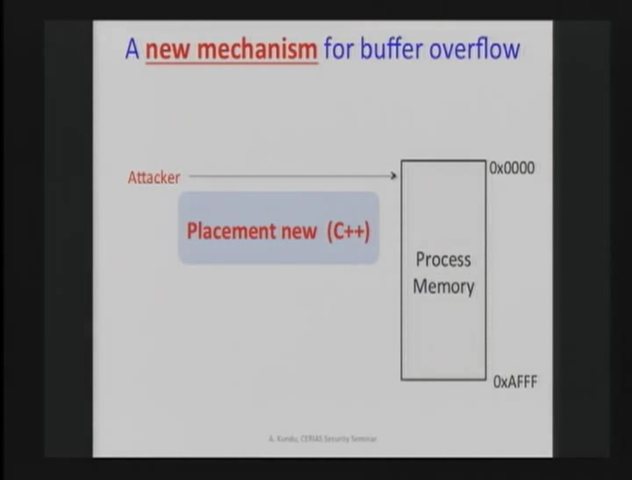 A new mechanism for buffer overflow
Attacker
0x0000
Placement new (C++)
Process
Memory
0xAFFF
A. Kundu, CERIAS Security Seminar